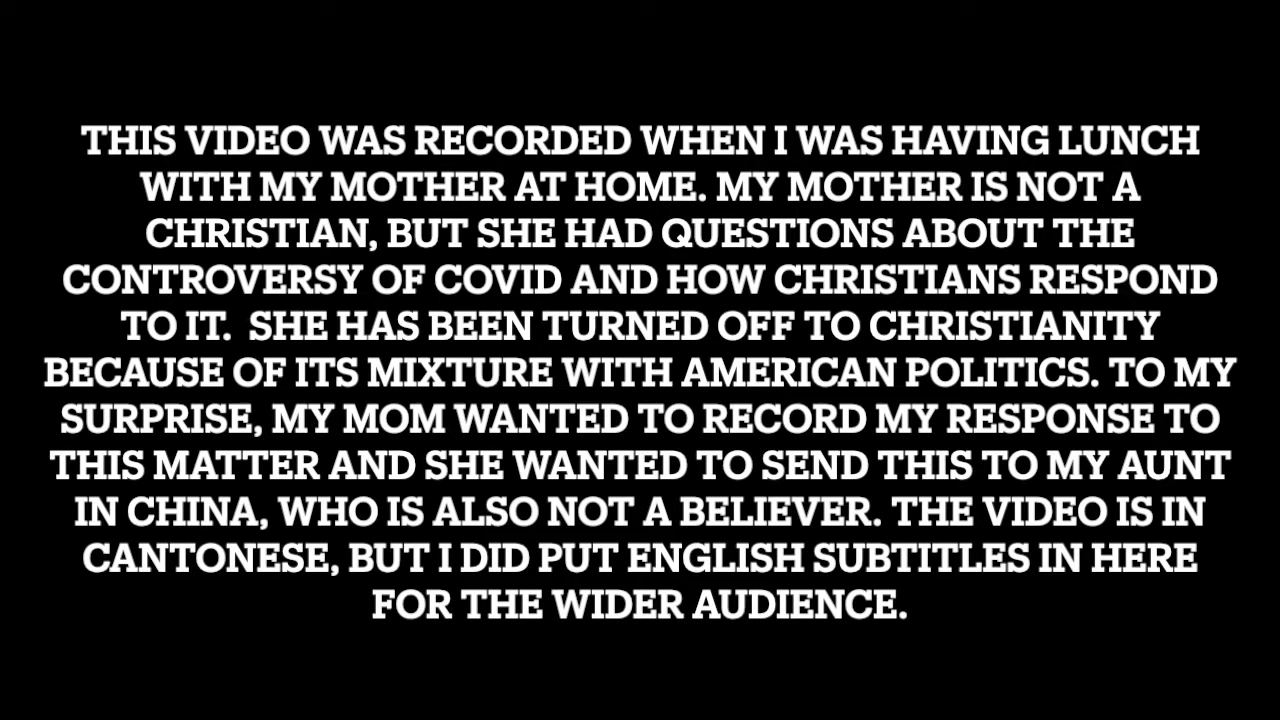 THIS VIDEO WAS RECORDED WHEN I WAS HAVING LUNCH
WITH MY MOTHER AT HOME. MY MOTHER IS NOT A
CHRISTIAN, BUT SHE HAD QUESTIONS ABOUT THE
CONTROVERSY OF COVID AND HOW CHRISTIANS RESPOND
TO IT.  SHE HAS BEEN TURNED OFF TO CHRISTIANITY
BECAUSE OF ITS MIXTURE WITH AMERICAN POLITICS. TO MY
SURPRISE, MY MOM WANTED TO RECORD MY RESPONSE TO
THIS MATTER AND SHE WANTED TO SEND THIS TO MY AUNT
IN CHINA, WHO IS ALSO NOT A BELIEVER. THE VIDEO IS IN
CANTONESE, BUT I DID PUT ENGLISH SUBTITLES IN HERE
FOR THE WIDER AUDIENCE.